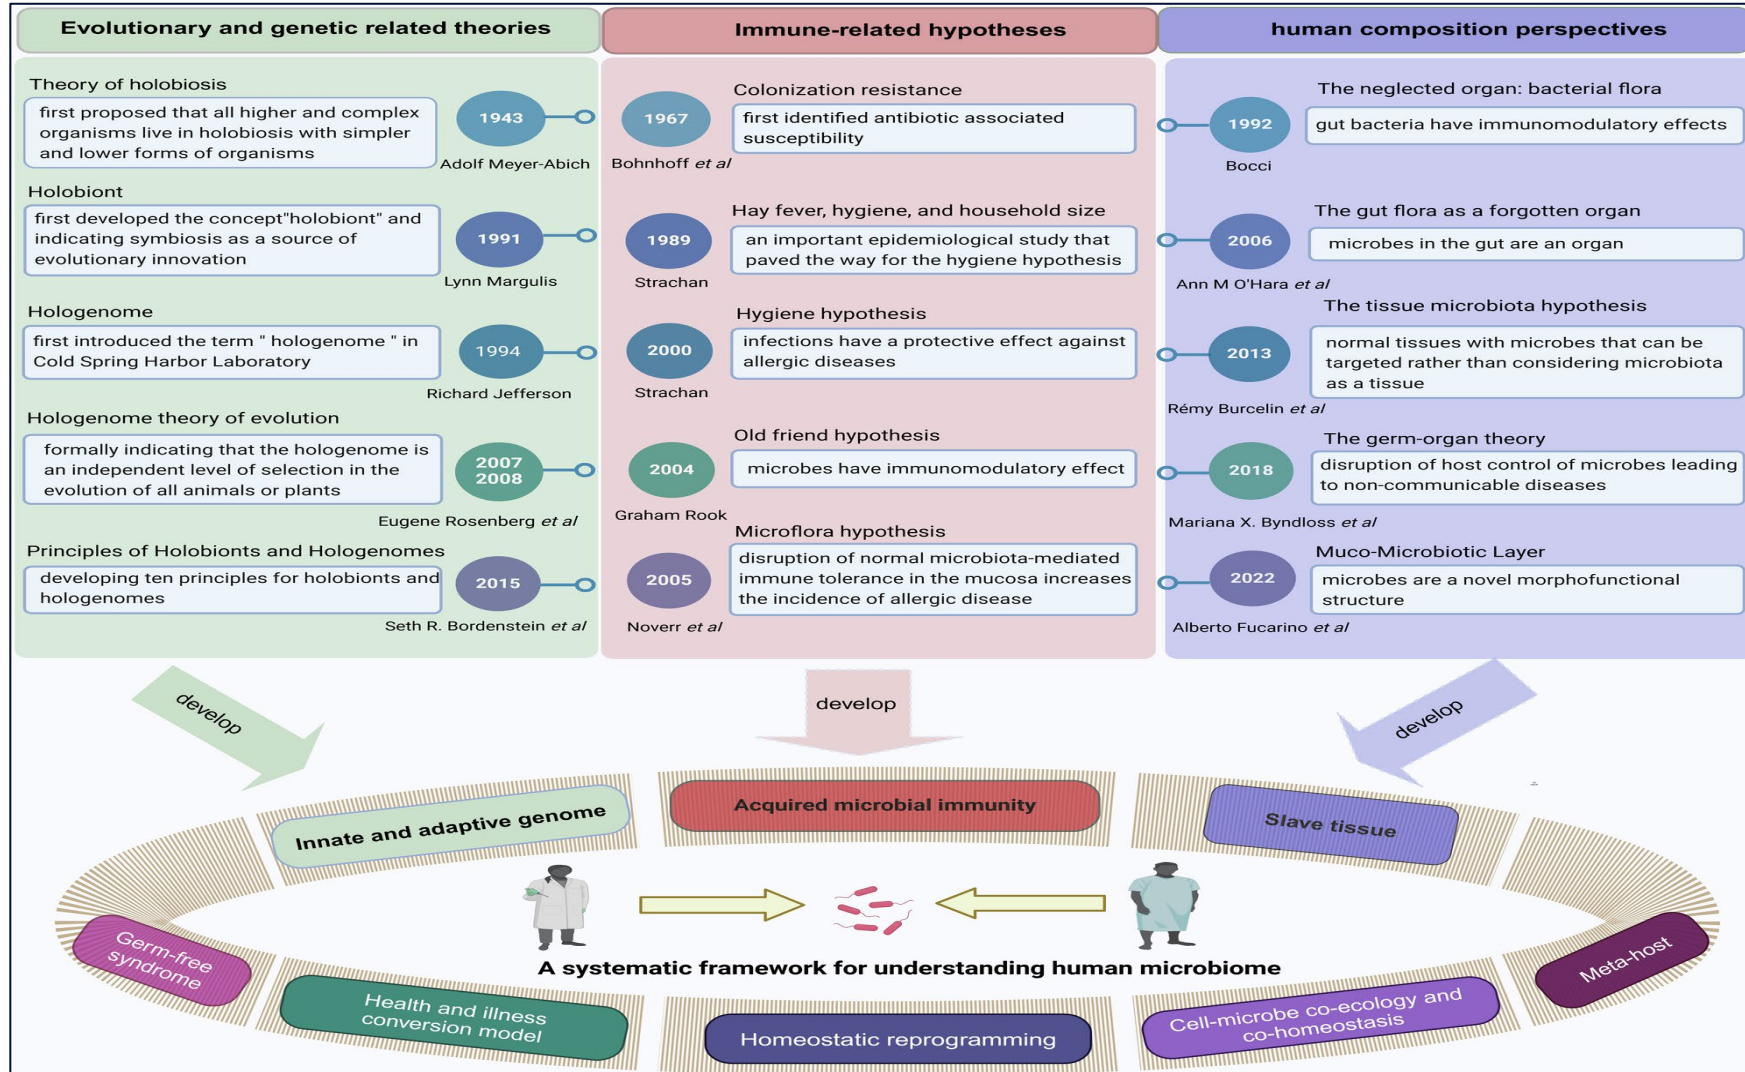 Evolutionary and genetic related theories
Theory of holobiosis
first proposed that all higher and complex
organisms live in holobiosis with simpler
and lower forms of organisms
1943
Adolf Meyer-Abich
Holobiont
first developed the concept"holobiont" and
indicating symbiosis as a source of
evolutionary innovation
1991
Lynn Margulis
Hologenome
first introduced the term " hologenome " in
Cold Spring Harbor Laboratory
1994
Richard Jefferson
Hologenome theory of evolution
formally indicating that the hologenome is
an independent level of selection in the
evolution of all animals or plants
2007
2008
Eugene Rosenberg et al
Principles of Holobionts and Hologenomes
developing ten principles for holobionts and
hologenomes
2015
Seth R. Bordenstein et al
Immune-related hypotheses
Colonization resistance
1967
first identified antibiotic associated
susceptibility
Bohnhoff et al
Hay fever, hygiene, and household size
1989
an important epidemiological study that
paved the way for the hygiene hypothesis
Strachan
Hygiene hypothesis
2000
infections have a protective effect against
allergic diseases
Strachan
Old friend hypothesis
2004
microbes have immunomodulatory effect
Graham Rook
Microflora hypothesis
2005
disruption of normal microbiota-mediated
immune tolerance in the mucosa increases
the incidence of allergic disease
Noverr et al
human composition perspectives
The neglected organ: bacterial flora
1992
gut bacteria have immunomodulatory effects
Bocci
The gut flora as a forgotten organ
2006
microbes in the gut are an organ
Ann M O'Hara et al
The tissue microbiota hypothesis
2013
normal tissues with microbes that can be
targeted rather than considering microbiota
as a tissue
Rémy Burcelin et al
The germ-organ theory
2018
disruption of host control of microbes leading
to non-communicable diseases
Mariana X. Byndloss et al
Muco-Microbiotic Layer
2022
microbes are a novel morphofunctional
structure
Alberto Fucarino et al
develop
develop
develop
Innate and adaptive genome
Acquired microbial immunity
Slave tissue
Germ-free
syndrome
A systematic framework for understanding human microbiome
Meta-host
Health and illness
conversion model
Homeostatic reprogramming
Cell-microbe co-ecology and
co-homeostasis